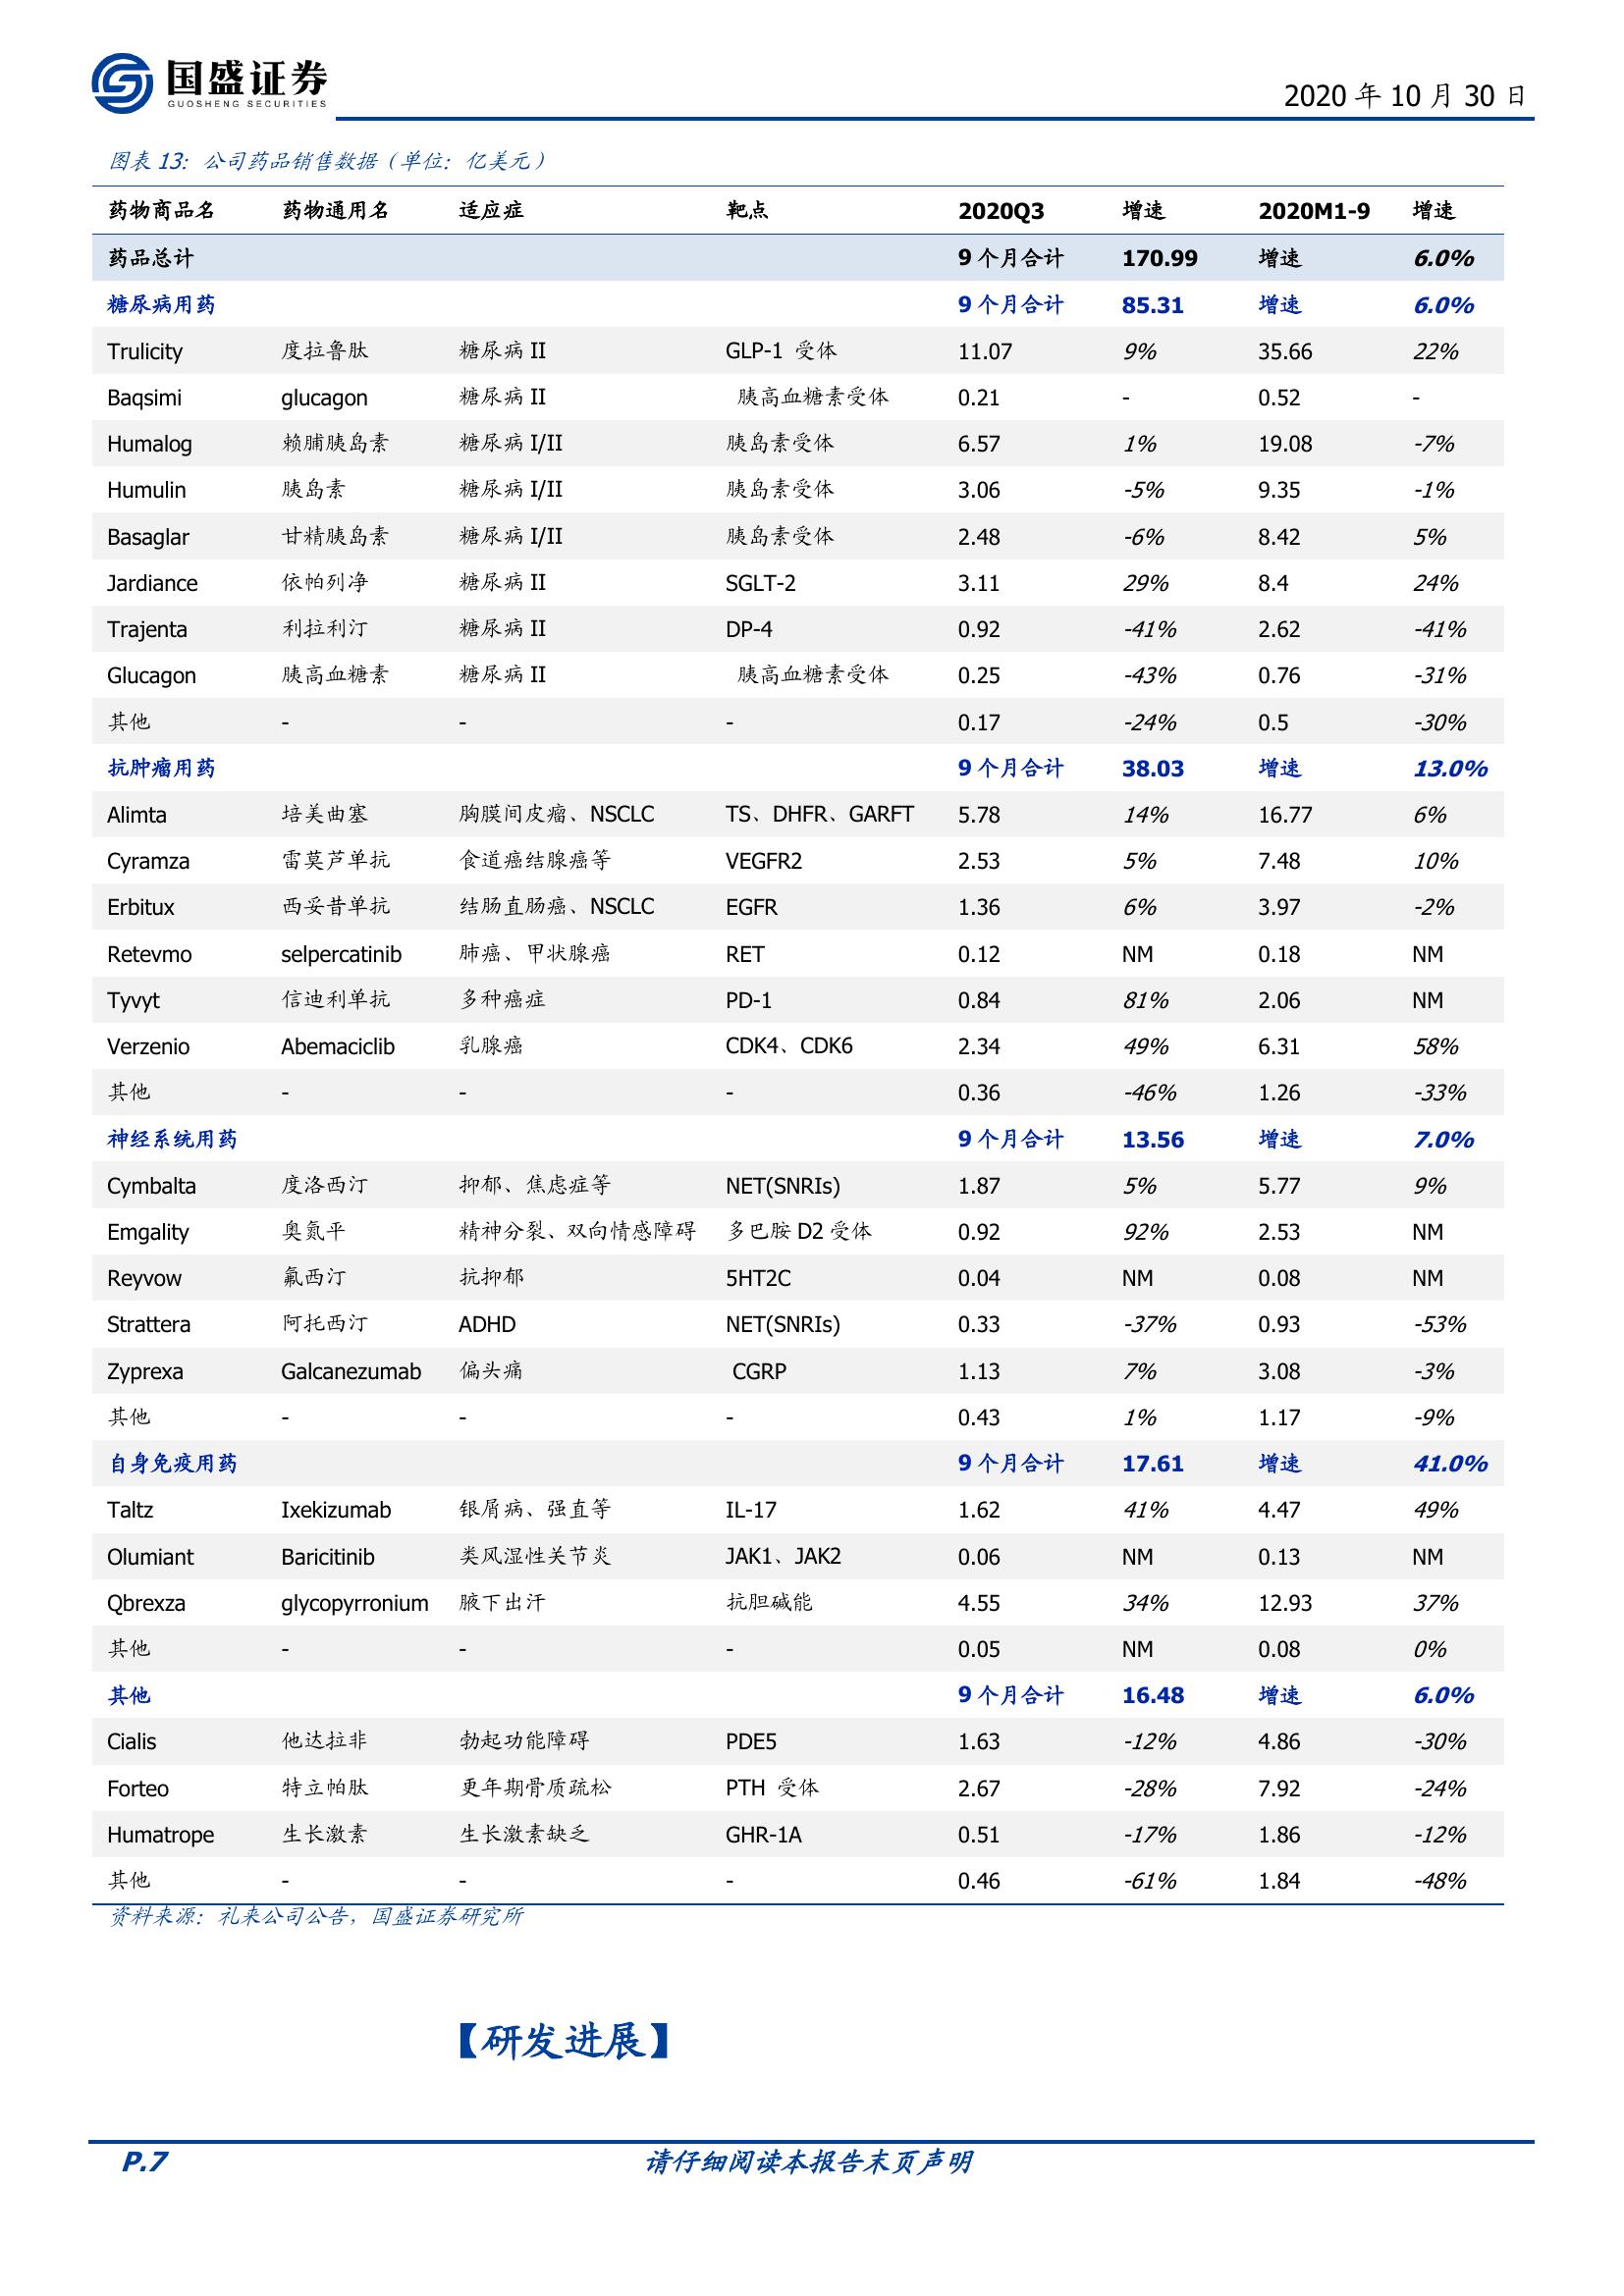 国盛证券
GUOSHENG SECURITIES
2020 年 10 月 30 日
图表 13：公司药品销售数据（单位：亿美元）
药物商品名 药物通用名 适应症 靶点 2020Q3 增速 2020M1-9 增速
药品总计 9 个月合计 170.99 增速 6.0%
糖尿病用药 9 个月合计 85.31 增速 6.0%
Trulicity 度拉鲁肽 糖尿病 II GLP-1 受体 11.07 9% 35.66 22%
Baqsimi glucagon 糖尿病 II 胰高血糖素受体 0.21 - 0.52 -
Humalog 赖脯胰岛素 糖尿病 I/II 胰岛素受体 6.57 1% 19.08 -7%
Humulin 胰岛素 糖尿病 I/II 胰岛素受体 3.06 -5% 9.35 -1%
Basaglar 甘精胰岛素 糖尿病 I/II 胰岛素受体 2.48 -6% 8.42 5%
Jardiance 依帕列净 糖尿病 II SGLT-2 3.11 29% 8.4 24%
Trajenta 利拉利汀 糖尿病 II DP-4 0.92 -41% 2.62 -41%
Glucagon 胰高血糖素 糖尿病 II 胰高血糖素受体 0.25 -43% 0.76 -31%
其他 - - - 0.17 -24% 0.5 -30%
抗肿瘤用药 9 个月合计 38.03 增速 13.0%
Alimta 培美曲塞 胸膜间皮瘤、NSCLC TS、DHFR、GARFT 5.78 14% 16.77 6%
Cyramza 雷莫芦单抗 食道癌结腺癌等 VEGFR2 2.53 5% 7.48 10%
Erbitux 西妥昔单抗 结肠直肠癌、NSCLC EGFR 1.36 6% 3.97 -2%
Retevmo selpercatinib 肺癌、甲状腺癌 RET 0.12 NM 0.18 NM
Tyvyt 信迪利单抗 多种癌症 PD-1 0.84 81% 2.06 NM
Verzenio Abemaciclib 乳腺癌 CDK4、CDK6 2.34 49% 6.31 58%
其他 - - - 0.36 -46% 1.26 -33%
神经系统用药 9 个月合计 13.56 增速 7.0%
Cymbalta 度洛西汀 抑郁、焦虑症等 NET(SNRIs) 1.87 5% 5.77 9%
Emgality 奥氮平 精神分裂、双向情感障碍 多巴胺 D2 受体 0.92 92% 2.53 NM
Reyvow 氟西汀 抗抑郁 5HT2C 0.04 NM 0.08 NM
Strattera 阿托西汀 ADHD NET(SNRIs) 0.33 -37% 0.93 -53%
Zyprexa Galcanezumab 偏头痛 CGRP 1.13 7% 3.08 -3%
其他 - - - 0.43 1% 1.17 -9%
自身免疫用药 9 个月合计 17.61 增速 41.0%
Taltz Ixekizumab 银屑病、强直等 IL-17 1.62 41% 4.47 49%
Olumiant Baricitinib 类风湿性关节炎 JAK1、JAK2 0.06 NM 0.13 NM
Qbrexza glycopyrronium 腋下出汗 抗胆碱能 4.55 34% 12.93 37%
其他 - - - 0.05 NM 0.08 0%
其他 9 个月合计 16.48 增速 6.0%
Cialis 他达拉非 勃起功能障碍 PDE5 1.63 -12% 4.86 -30%
Forteo 特立帕肽 更年期骨质疏松 PTH 受体 2.67 -28% 7.92 -24%
Humatrope 生长激素 生长激素缺乏 GHR-1A 0.51 -17% 1.86 -12%
其他 - - - 0.46 -61% 1.84 -48%
资料来源：礼来公司公告，国盛证券研究所
【研发进展】
P.7 请仔细阅读本报告末页声明